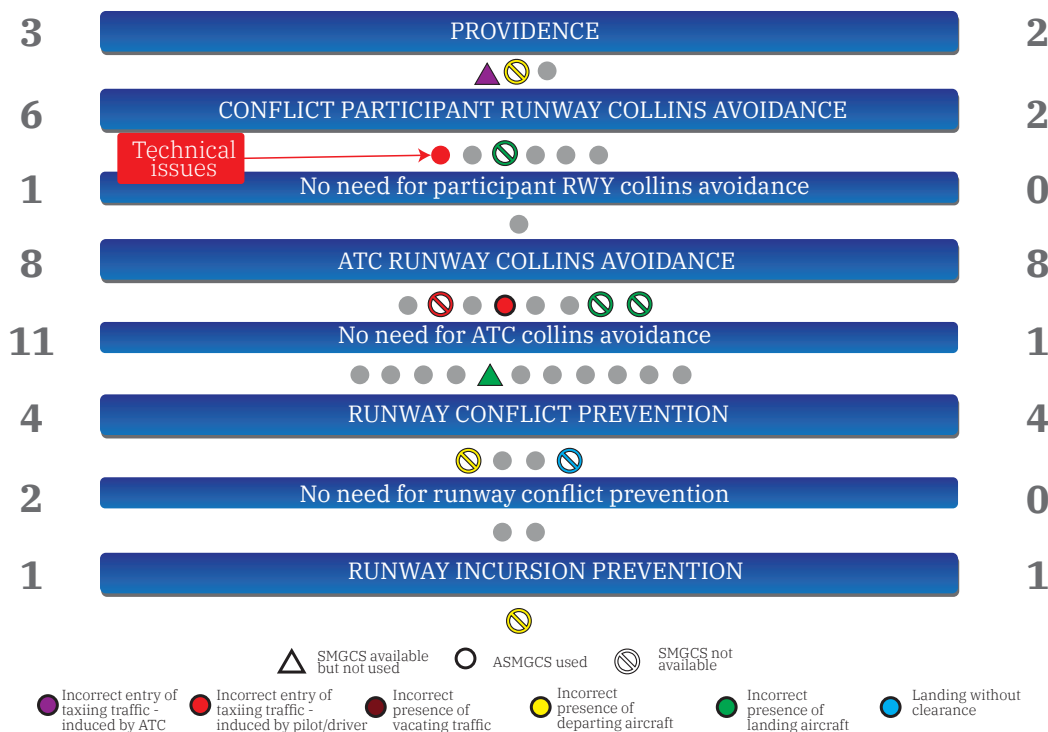 3 PROVIDENCE 2
6 CONFLICT PARTICIPANT RUNWAY COLLINS AVOIDANCE 2
Technical
issues
1 No need for participant RWY collins avoidance 0
8 ATC RUNWAY COLLINS AVOIDANCE 8
11 No need for ATC collins avoidance 1
4 RUNWAY CONFLICT PREVENTION 4
2 No need for runway conflict prevention 0
1 RUNWAY INCURSION PREVENTION 1
SMGCS available
but not used
ASMGCS used
SMGCS not
available
Incorrect entry of
taxiing traffic -
induced by ATC
Incorrect entry of
taxiing traffic -
induced by pilot/driver
Incorrect
presence of
vacating traffic
Incorrect
presence of
departing aircraft
Incorrect
presence of
landing aircraft
Landing without
clearance